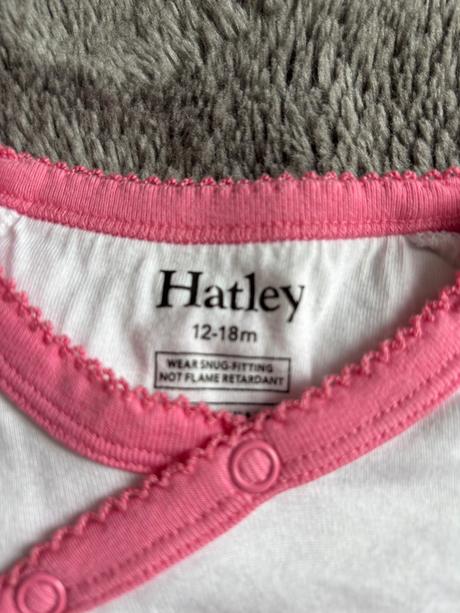 Hatley
12-18m
WEAR SNUG-FITTING
NOT FLAME RETARDANT